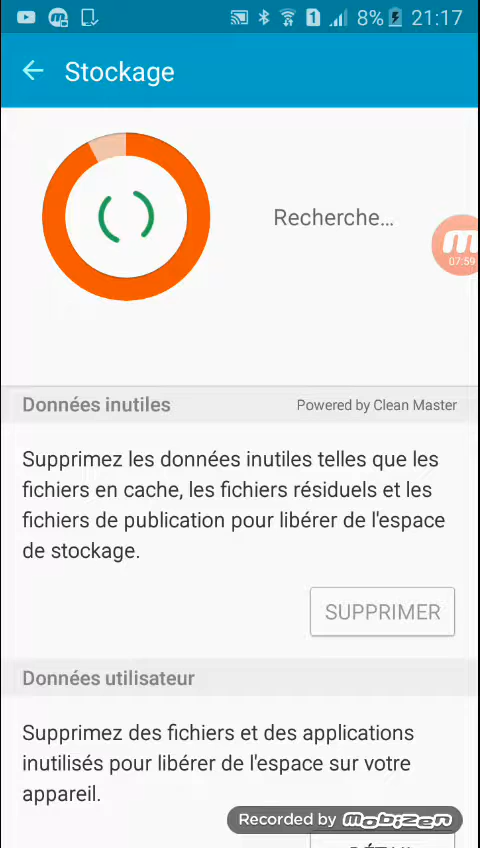 8% 21:17
Stockage
Recherche...
07:59
Données inutiles
Powered by Clean Master
Supprimez les données inutiles telles que les
fichiers en cache, les fichiers résiduels et les
fichiers de publication pour libérer de l'espace
de stockage.
SUPPRIMER
Données utilisateur
Supprimez des fichiers et des applications
inutilisés pour libérer de l'espace sur votre
appareil.
Recorded by Mobizen